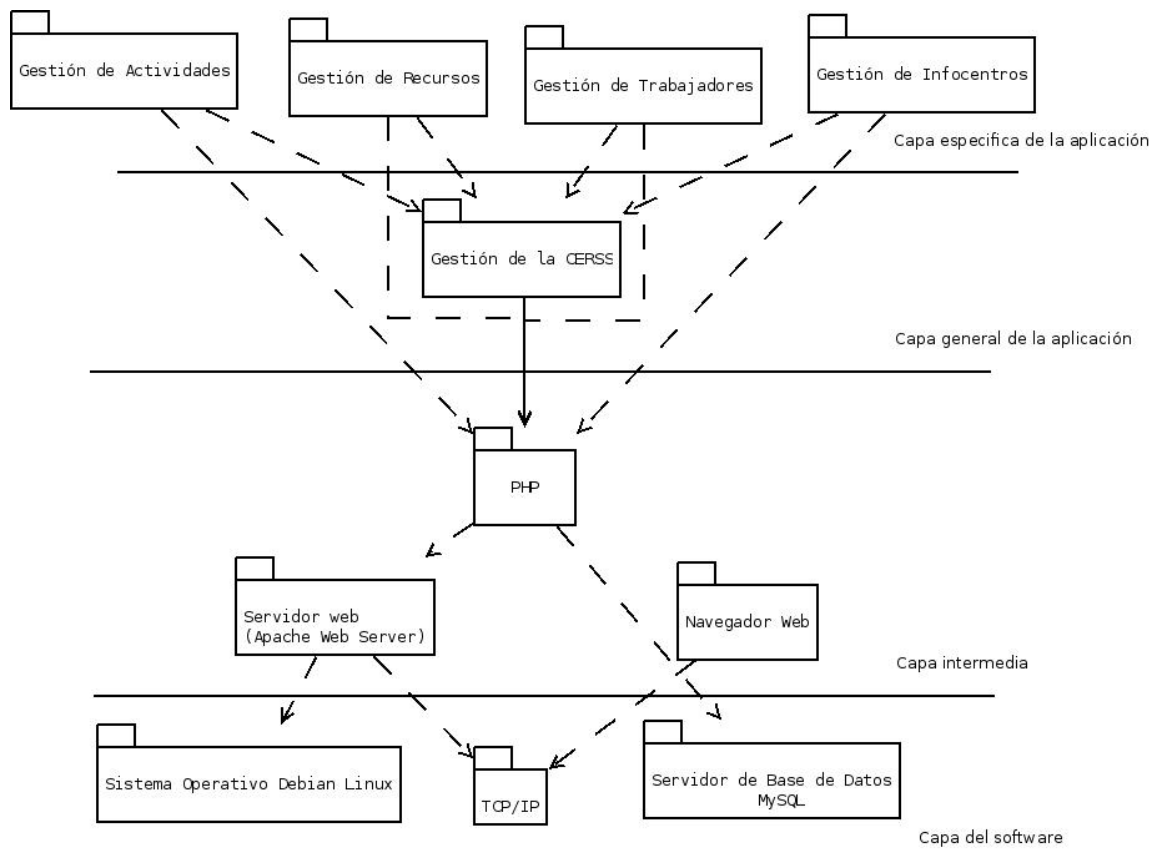 Gestión de Actividades
Gestión de Recursos
Gestión de Trabajadores
Gestión de Infocentros
Capa especifica de la aplicación
Gestión de la CERSS
Capa general de la aplicación
PHP
Servidor web
(Apache Web Server)
Navegador Web
Capa intermedia
Sistema Operativo Debian Linux
TCP/IP
Servidor de Base de Datos
MySQL
Capa del software